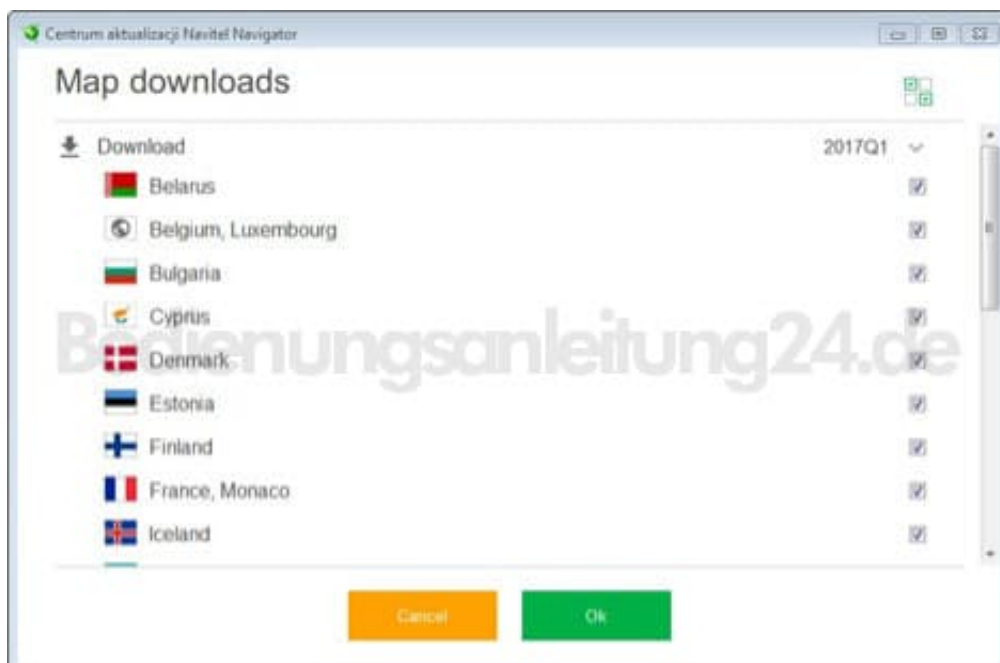 Centrum aktualizacji Navitel Navigator
Map downloads
Download 2017Q1
Belarus
Belgium, Luxembourg
Bulgaria
Cyprus
Bedienungsanleitung24.de
Denmark
Estonia
Finland
France, Monaco
Iceland
Cancel Ok